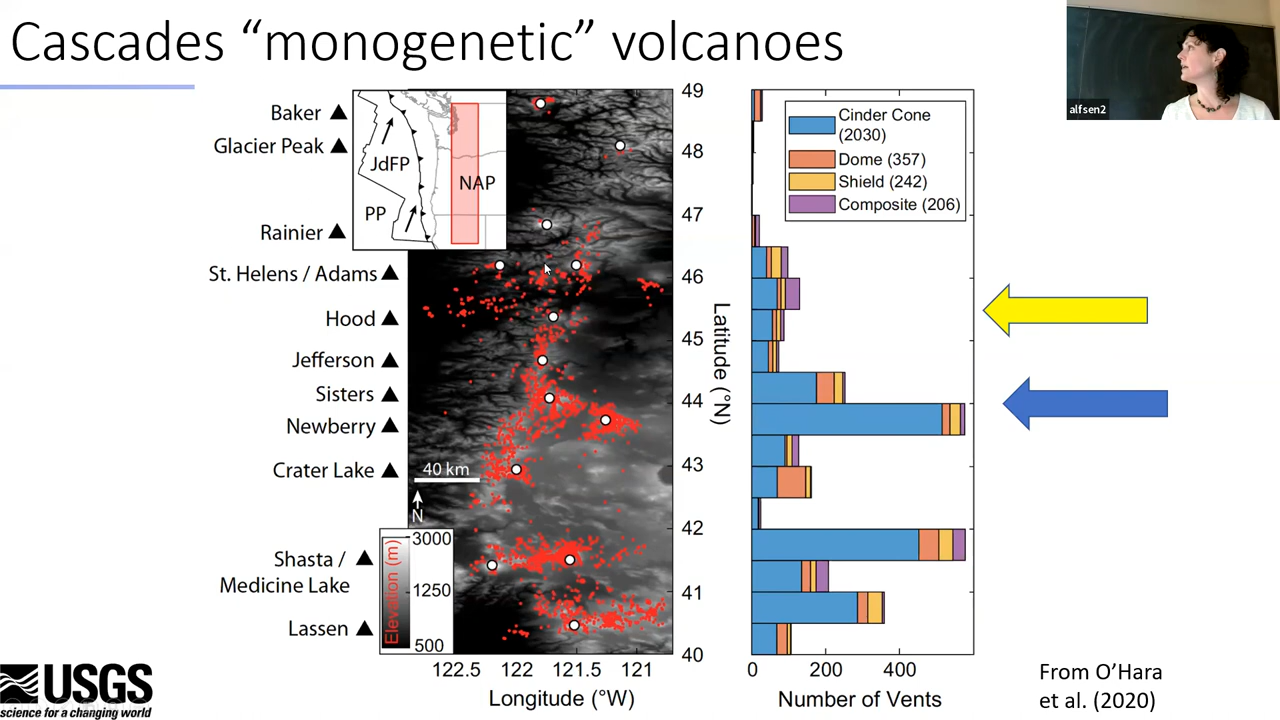 Cascades “monogenetic” volcanoes
alfsen2
Baker
Glacier Peak
Rainier
St. Helens / Adams
Hood
Jefferson
Sisters
Newberry
Crater Lake
Shasta /
Medicine Lake
Lassen
JdFP
NAP
PP
40 km
N
3000
1250
500
Elevation (m)
122.5
122
121.5
121
Longitude (°W)
49
48
47
46
45
44
43
42
41
40
Latitude (°N)
Cinder Cone
(2030)
Dome (357)
Shield (242)
Composite (206)
0
200
400
Number of Vents
From O’Hara
et al. (2020)
USGS
science for a changing world